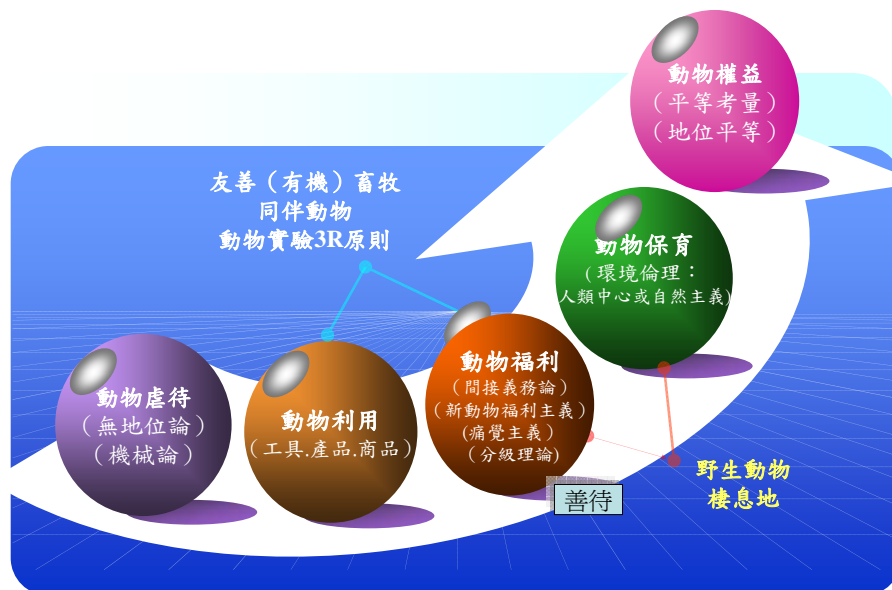 動物權益
（平等考量）
（地位平等）
友善（有機）畜牧
同伴動物
動物實驗3R原則
動物保育
（環境倫理：
人類中心或自然主義)
動物福利
（間接義務論）
（新動物福利主義）
(痛覺主義）
（分級理論)
動物虐待
（無地位論）
（機械論）
動物利用
（工具.產品.商品）
野生動物
棲息地
善待